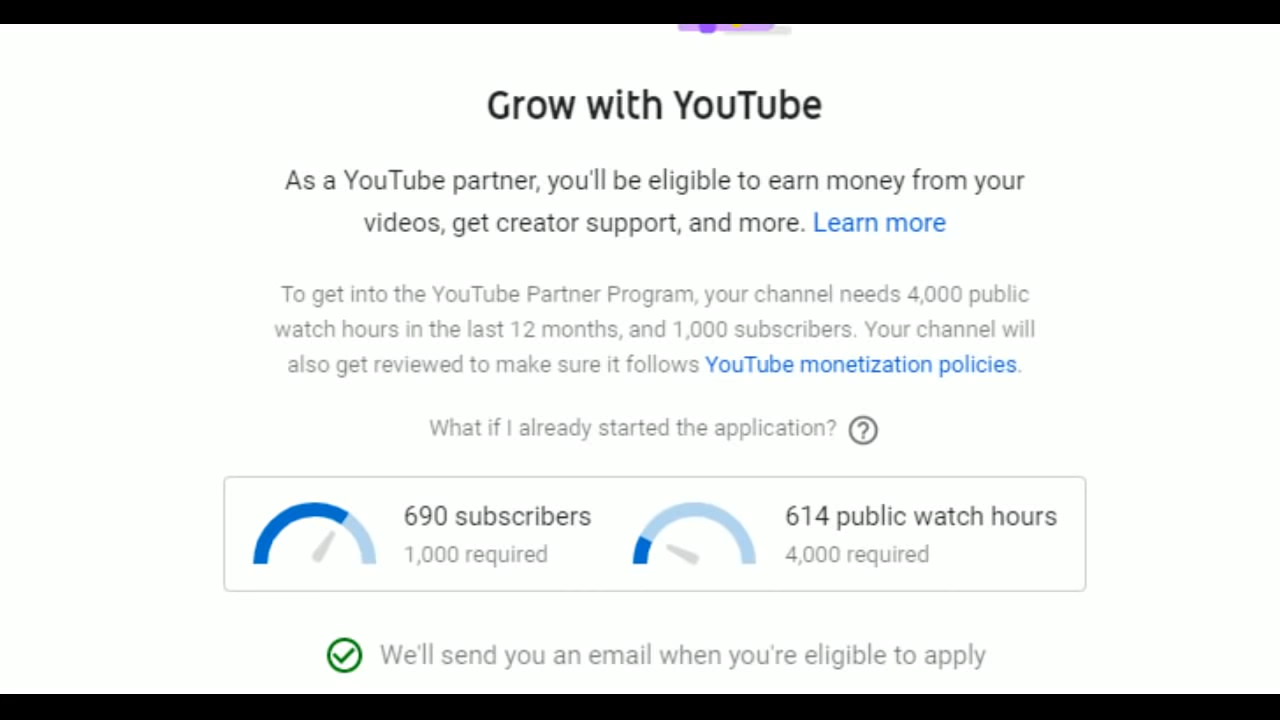 Grow with YouTube
As a YouTube partner, you'll be eligible to earn money from your
videos, get creator support, and more. Learn more
To get into the YouTube Partner Program, your channel needs 4,000 public
watch hours in the last 12 months, and 1,000 subscribers. Your channel will
also get reviewed to make sure it follows YouTube monetization policies.
What if I already started the application? ?
690 subscribers
1,000 required
614 public watch hours
4,000 required
We'll send you an email when you're eligible to apply